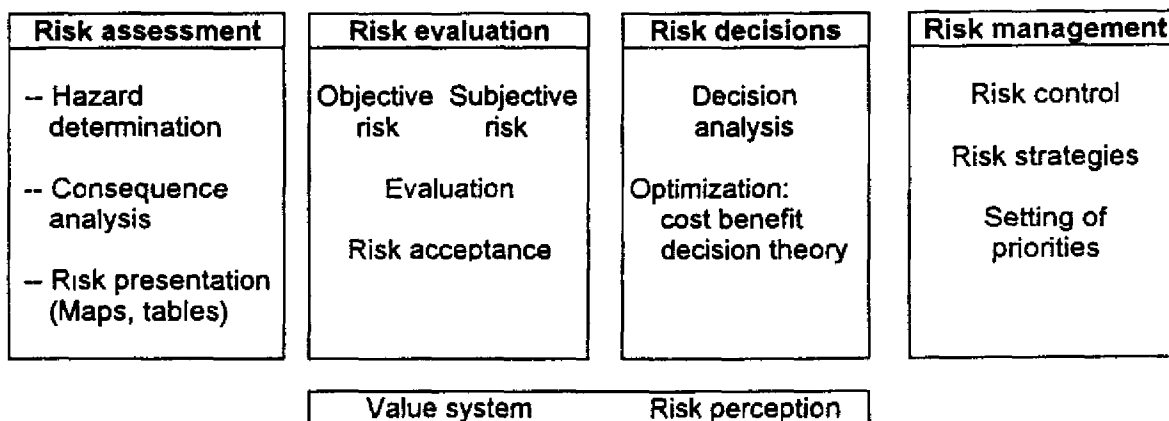 Risk assessment
-- Hazard
determination
-- Consequence
analysis
-- Risk presentation
(Maps, tables)
Risk evaluation
Objective Subjective
risk risk
Evaluation
Risk acceptance
Risk decisions
Decision
analysis
Optimization:
cost benefit
decision theory
Risk management
Risk control
Risk strategies
Setting of
priorities
Value system Risk perception